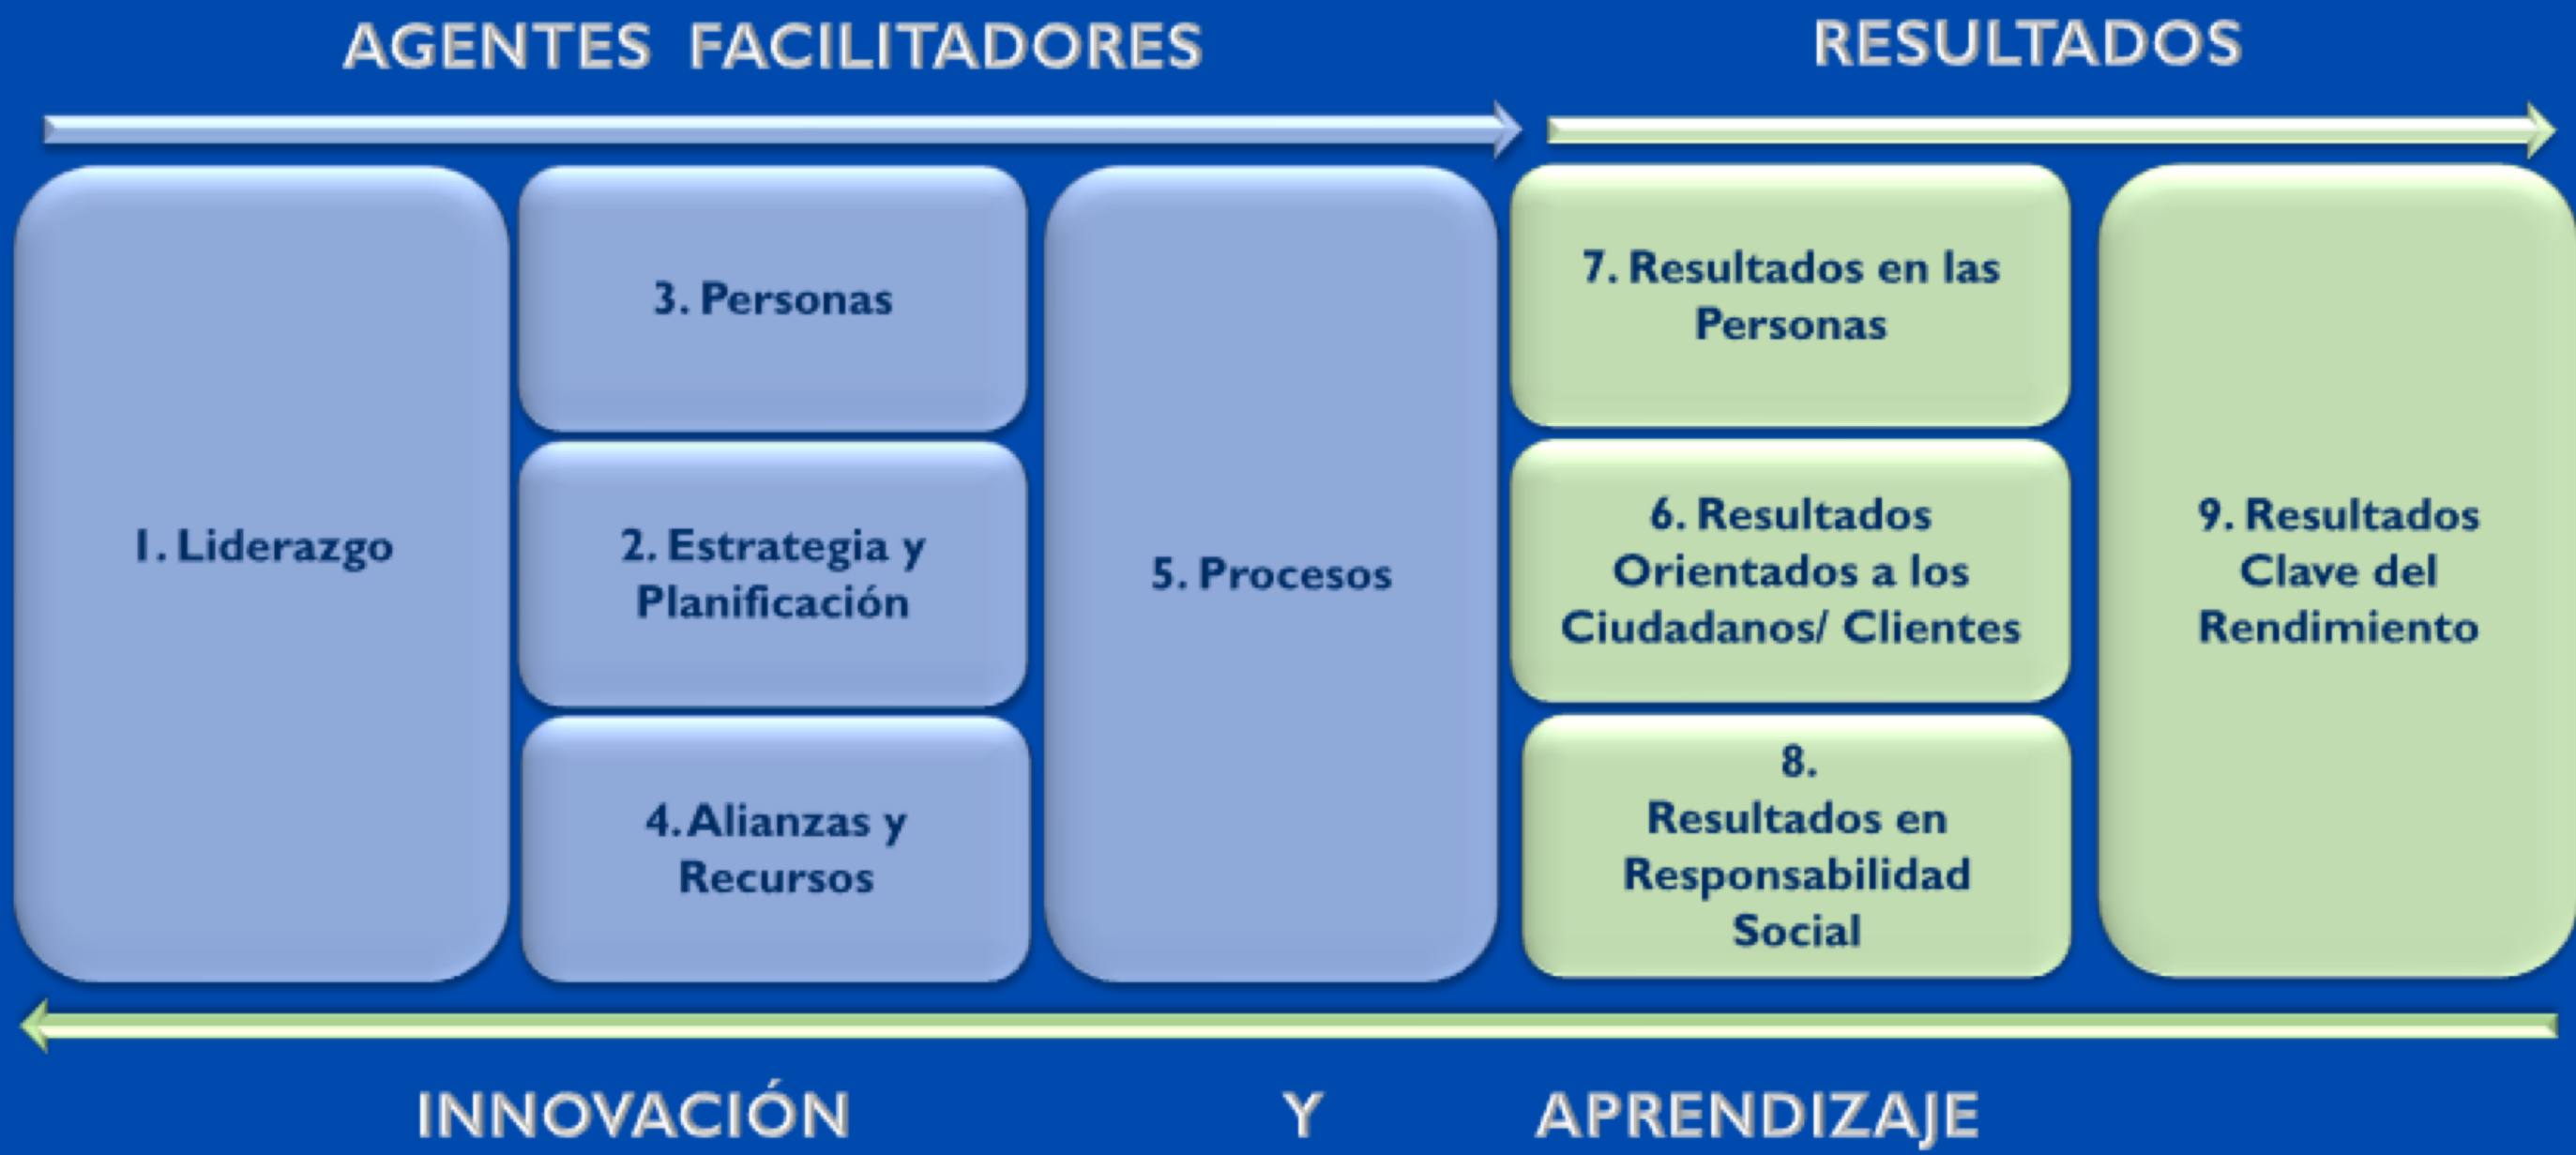 AGENTES FACILITADORES
RESULTADOS
1. Liderazgo
3. Personas
2. Estrategia y
Planificación
4. Alianzas y
Recursos
5. Procesos
7. Resultados en las
Personas
6. Resultados
Orientados a los
Ciudadanos/ Clientes
8.
Resultados en
Responsabilidad
Social
9. Resultados
Clave del
Rendimiento
INNOVACIÓN Y APRENDIZAJE